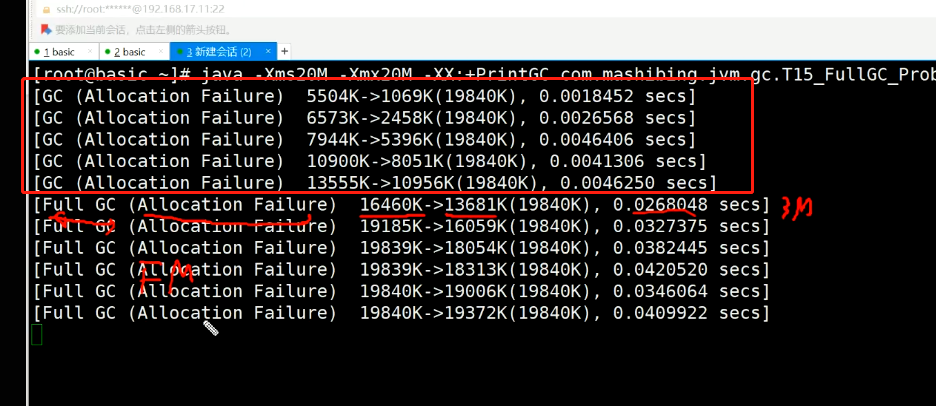 ssh://root:******@192.168.17.11:22
要添加当前会话，点击左侧的箭头按钮。
1 basic × 2 basic × 3 新建会话 (2) × +
[root@basic ~]# java -Xms20M -Xmx20M -XX:+PrintGC com.mashibing.jvm.gc.T15_FullGC_Prob
[GC (Allocation Failure)  5504K->1069K(19840K), 0.0018452 secs]
[GC (Allocation Failure)  6573K->2458K(19840K), 0.0026568 secs]
[GC (Allocation Failure)  7944K->5396K(19840K), 0.0046406 secs]
[GC (Allocation Failure)  10900K->8051K(19840K), 0.0041306 secs]
[GC (Allocation Failure)  13555K->10956K(19840K), 0.0046250 secs]
[Full GC (Allocation Failure)  16460K->13681K(19840K), 0.0268048 secs] 3M
[Full GC (Allocation Failure)  19185K->16059K(19840K), 0.0327375 secs]
[Full GC (Allocation Failure)  19839K->18054K(19840K), 0.0382445 secs]
[Full GC (Allocation Failure)  19839K->18313K(19840K), 0.0420520 secs]
FM
[Full GC (Allocation Failure)  19840K->19006K(19840K), 0.0346064 secs]
[Full GC (Allocation Failure)  19840K->19372K(19840K), 0.0409922 secs]